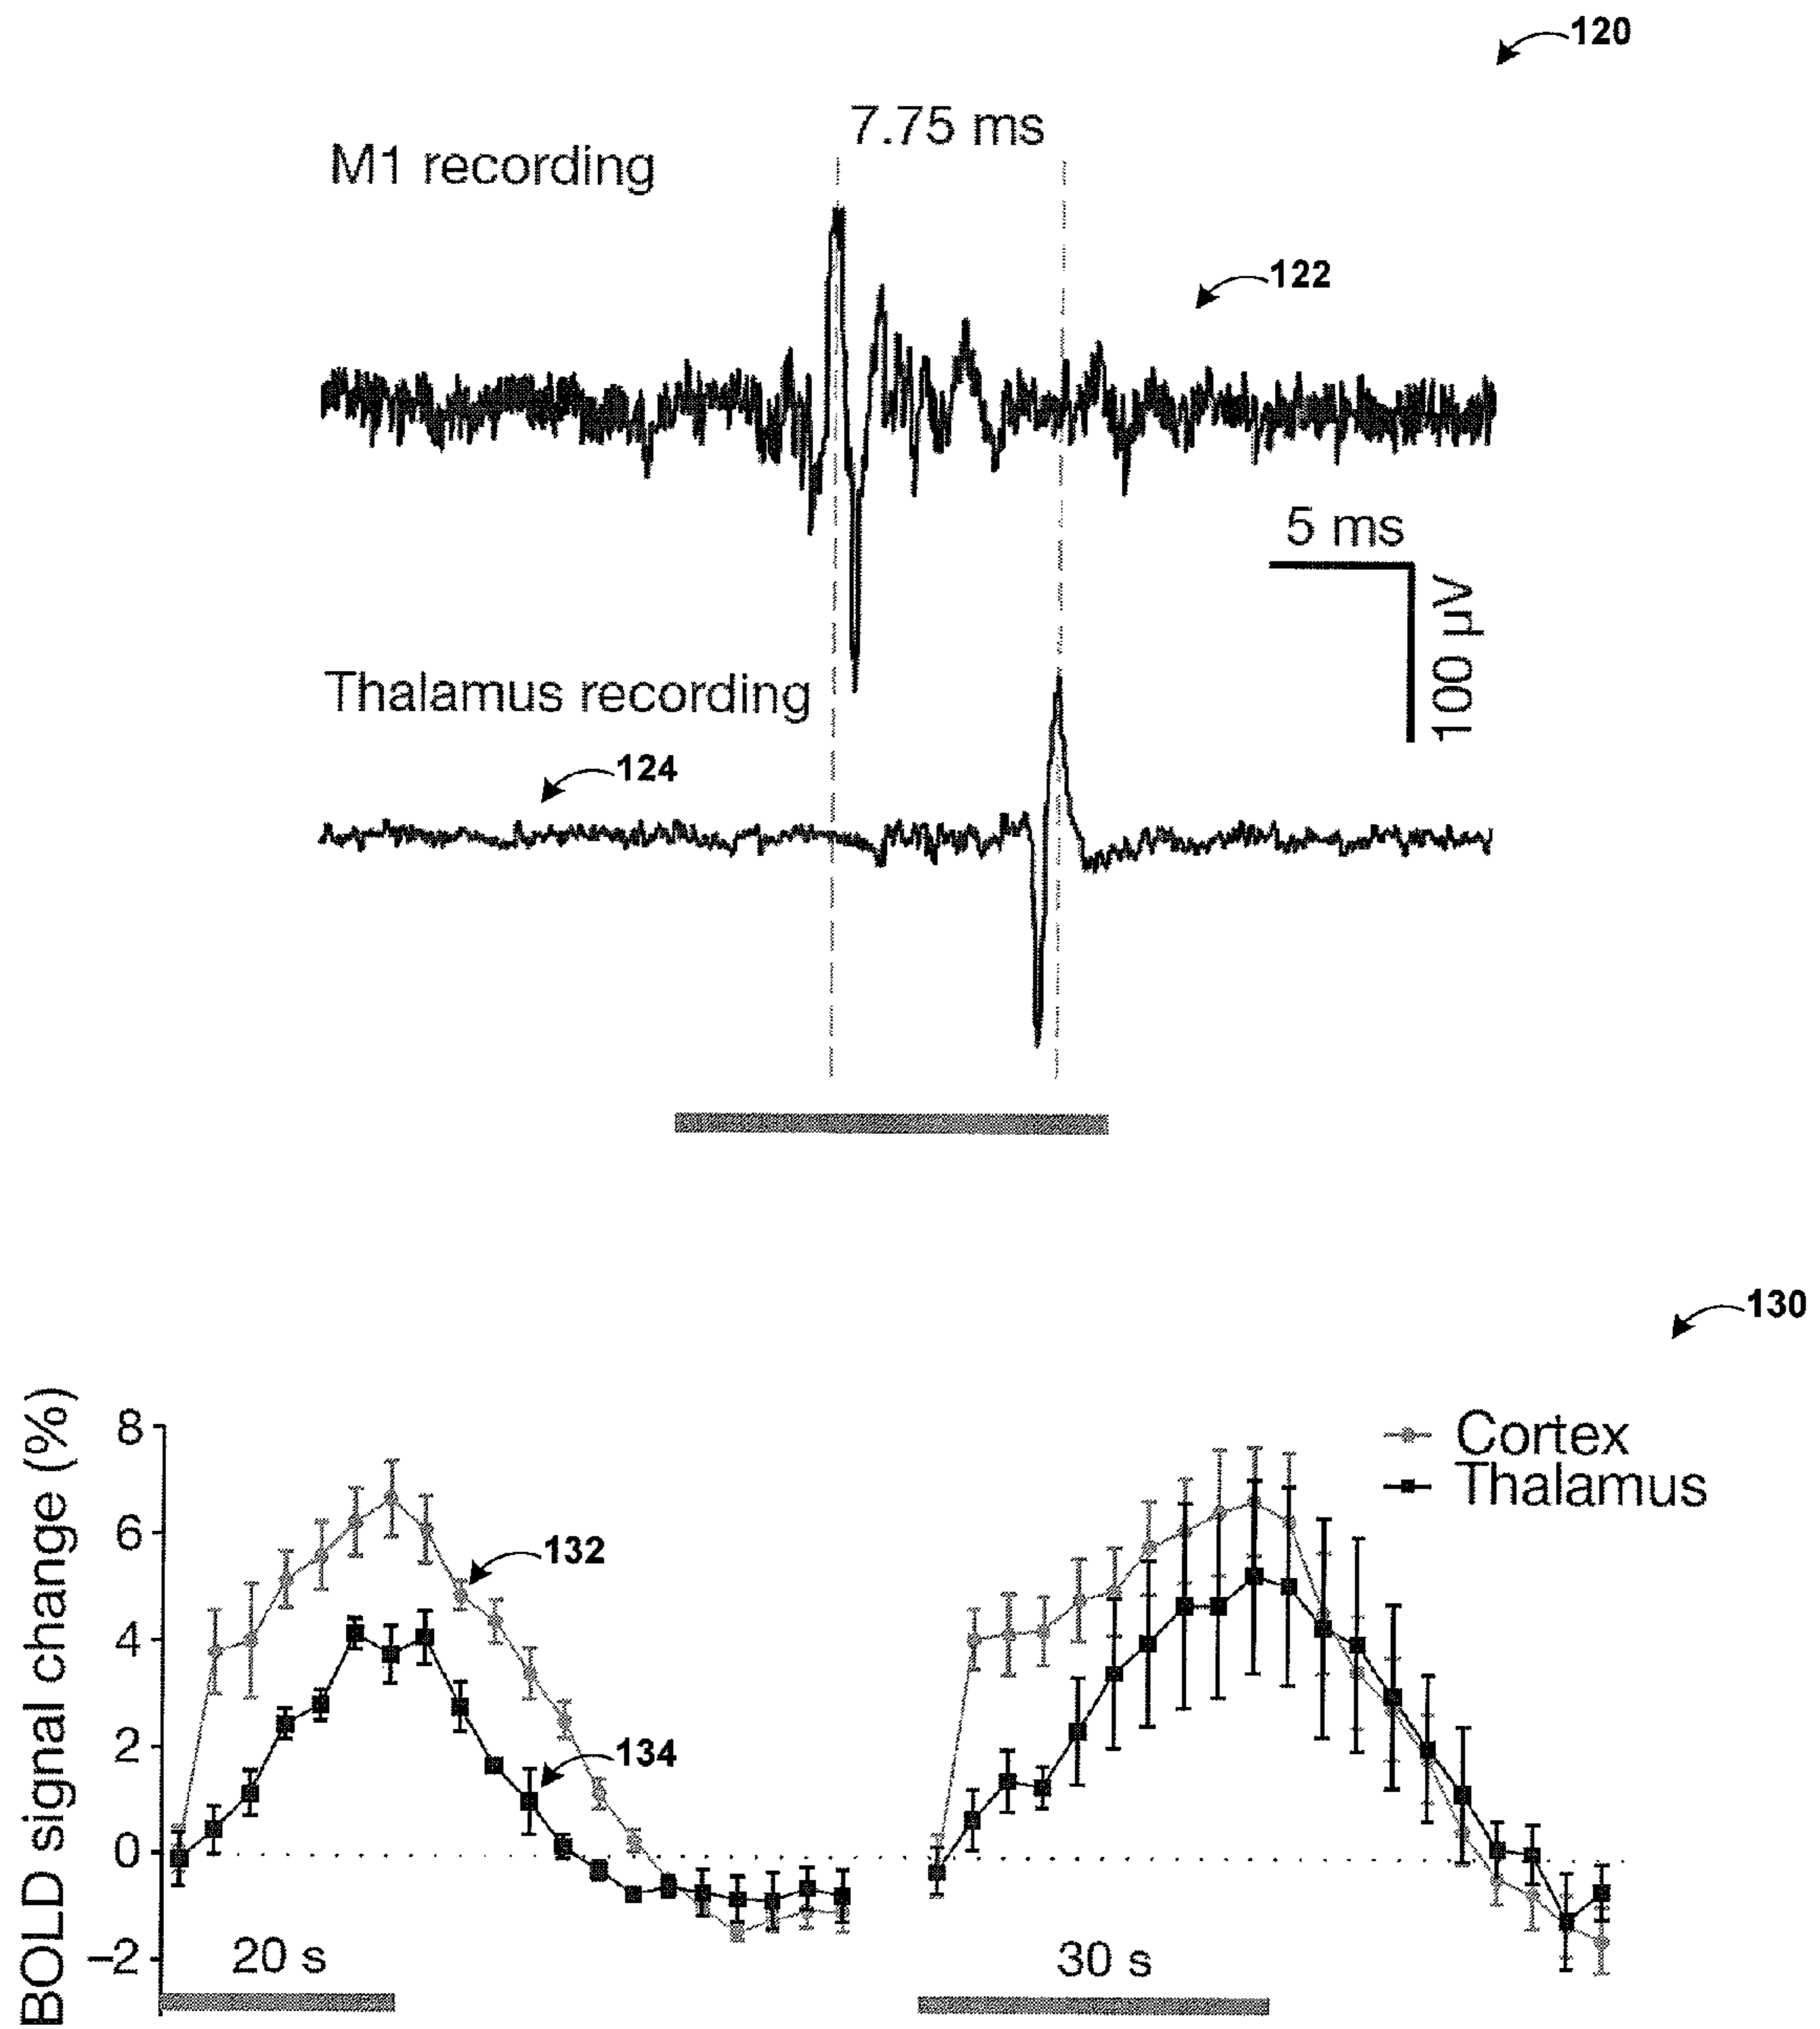 120
7.75 ms
M1 recording
122
5 ms
100 µV
Thalamus recording
124
130
BOLD signal change (%)
8
6
4
2
0
–2
Cortex
Thalamus
132
134
20 s
30 s